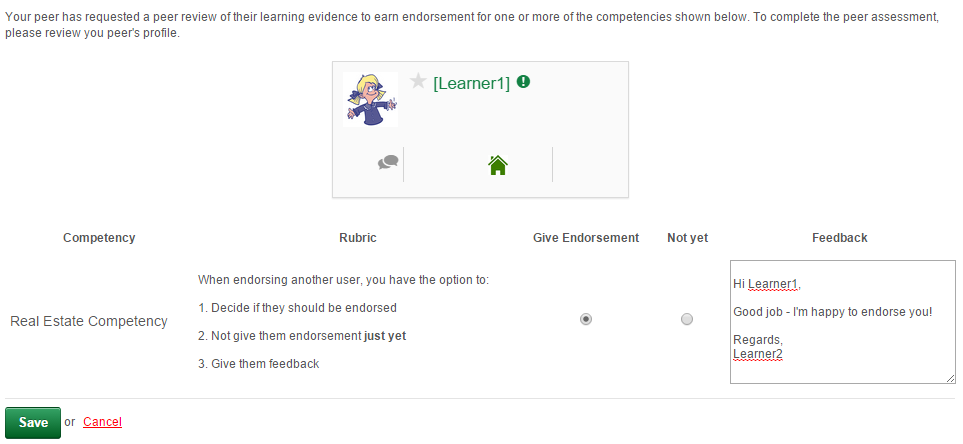 Your peer has requested a peer review of their learning evidence to earn endorsement for one or more of the competencies shown below. To complete the peer assessment,
please review you peer's profile.
[Learner1]
Competency Rubric Give Endorsement Not yet Feedback
When endorsing another user, you have the option to:
1. Decide if they should be endorsed
2. Not give them endorsement just yet
3. Give them feedback
Real Estate Competency
Hi Learner1,
Good job - I'm happy to endorse you!
Regards,
Learner2
Save or Cancel